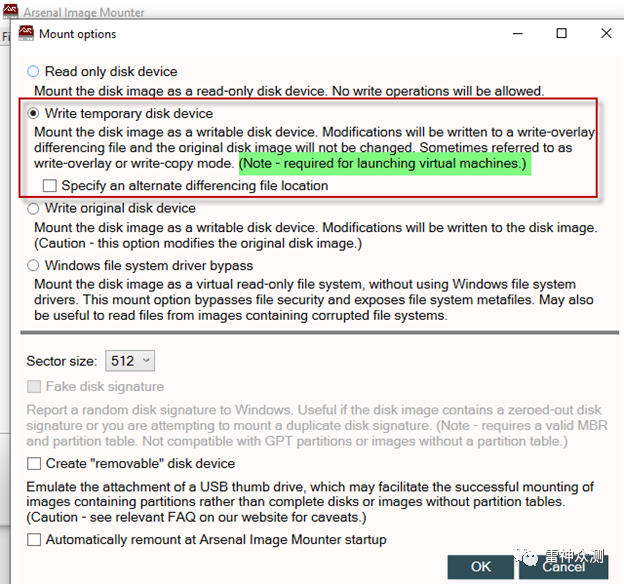 Arsenal Image Mounter
Mount options
Read only disk device
Mount the disk image as a read-only disk device. No write operations will be allowed.
Write temporary disk device
Mount the disk image as a writable disk device. Modifications will be written to a write-overlay
differencing file and the original disk image will not be changed. Sometimes referred to as
write-overlay or write-copy mode. (Note - required for launching virtual machines.)
Specify an alternate differencing file location
Write original disk device
Mount the disk image as a writable disk device. Modifications will be written to the disk image.
(Caution - this option modifies the original disk image.)
Windows file system driver bypass
Mount the disk image as a virtual read-only file system, without using Windows file system
drivers. This mount option bypasses file security and exposes file system metafiles. May also
be useful to read files from images containing corrupted file systems.
Sector size: 512
Fake disk signature
Report a random disk signature to Windows. Useful if the disk image contains a zeroed-out disk
signature or you are attempting to mount a duplicate disk signature. (Note - requires a valid MBR
and partition table. Not compatible with GPT partitions or images without a partition table.)
Create "removable" disk device
Emulate the attachment of a USB thumb drive, which may facilitate the successful mounting of
images containing partitions rather than complete disks or images without partition tables.
(Caution - see relevant FAQ on our website for caveats.)
Automatically remount at Arsenal Image Mounter startup
OK Cancel
雷神众测